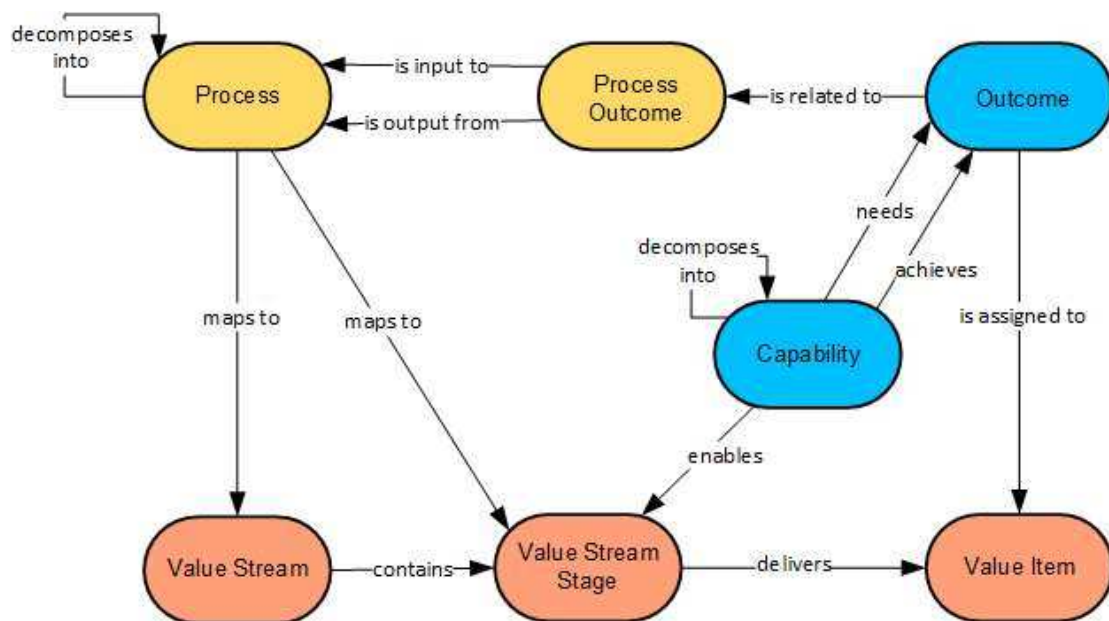 decomposes
into
Process
is input to
is output from
Process
Outcome
is related to
Outcome
needs
achieves
decomposes
into
Capability
maps to
maps to
is assigned to
enables
Value Stream
contains
Value Stream
Stage
delivers
Value Item